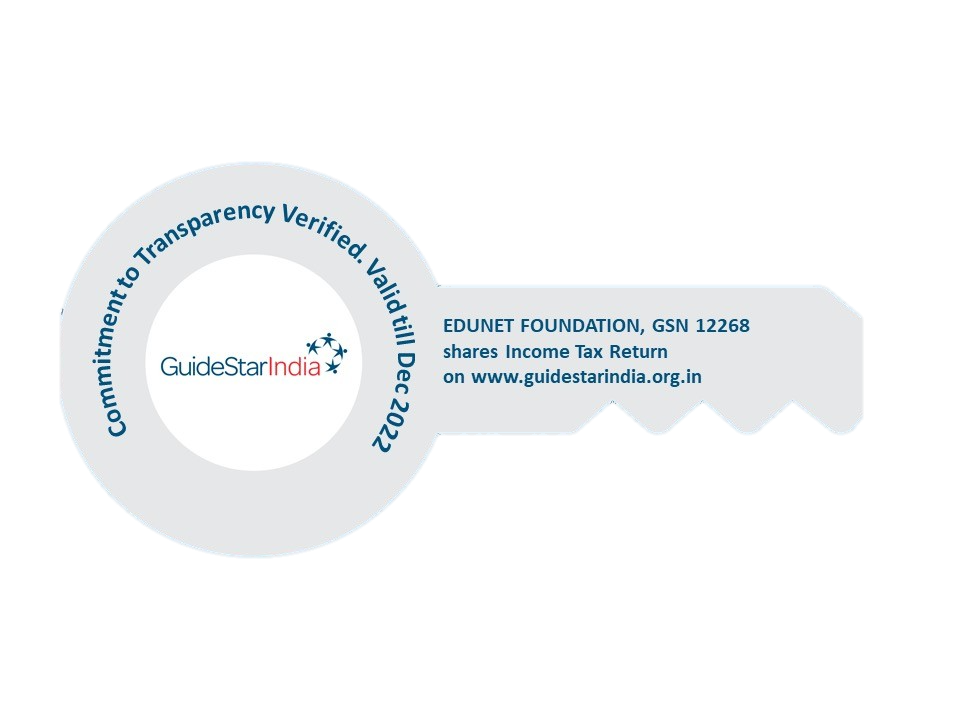 Commitment to Transparency Verified. Valid till Dec 2022
GuideStarIndia
EDUNET FOUNDATION, GSN 12268
shares Income Tax Return
on www.guidestarindia.org.in